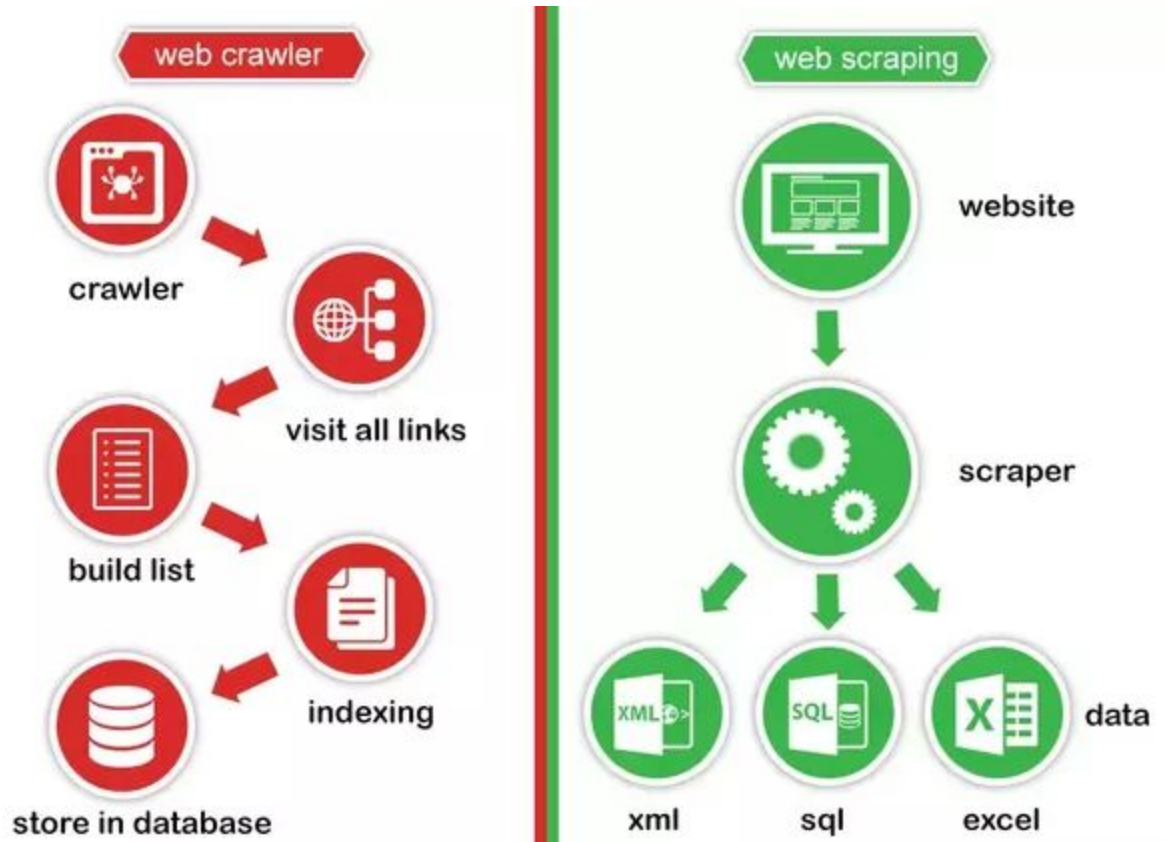 web crawler
crawler
visit all links
build list
indexing
store in database
web scraping
website
scraper
XML
SQL
X
data
xml
sql
excel